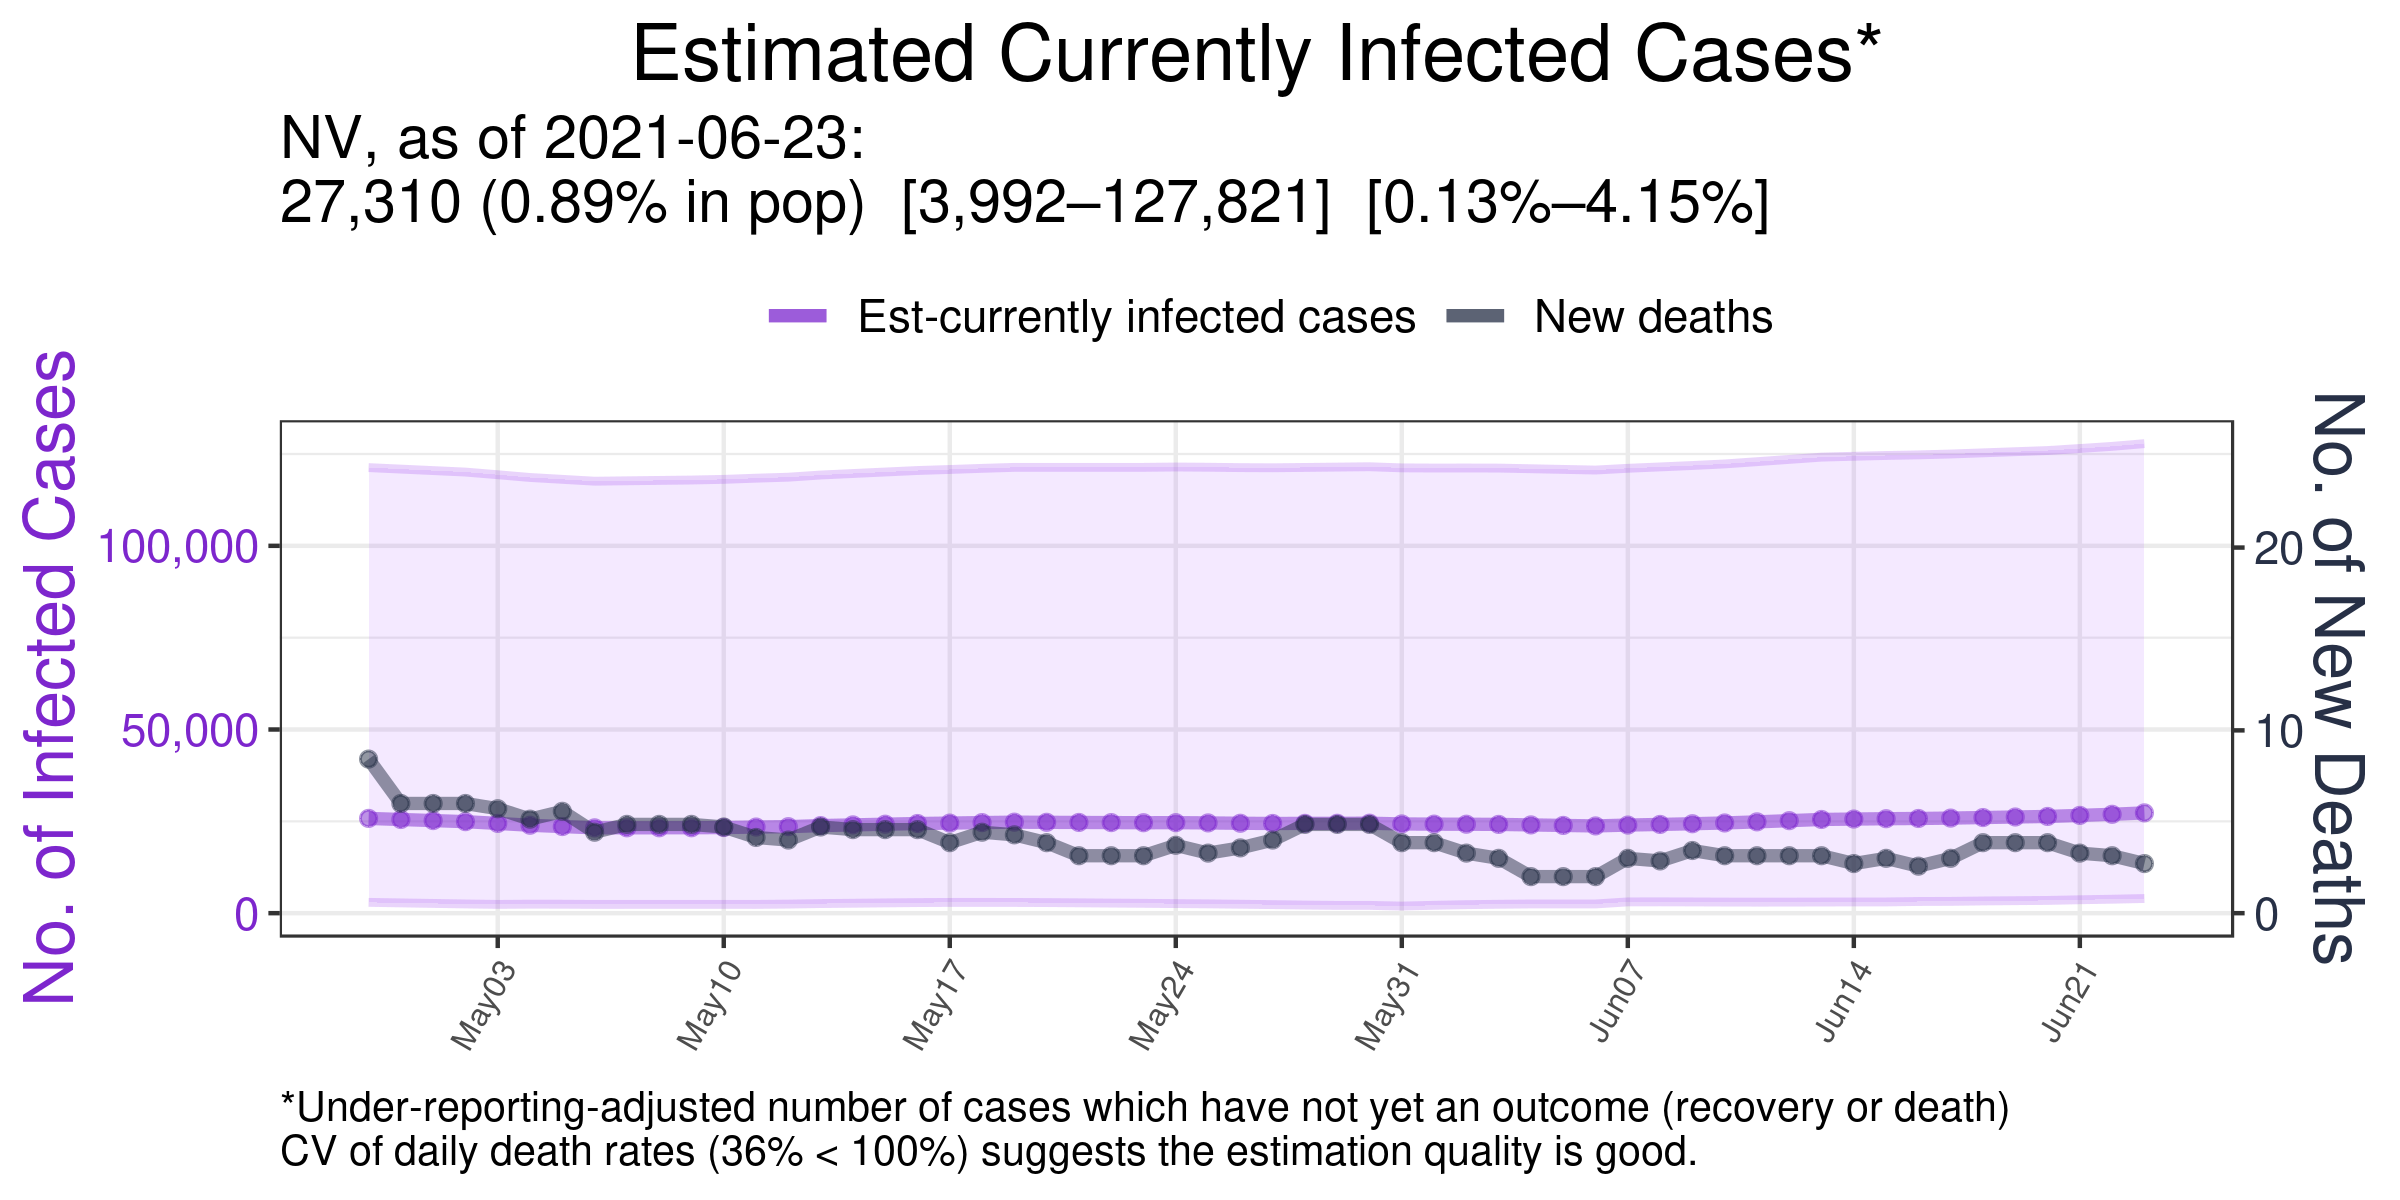 Estimated Currently Infected Cases*
NV, as of 2021-06-23:
27,310 (0.89% in pop)  [3,992–127,821]  [0.13%–4.15%]
Est-currently infected cases
New deaths
No. of Infected Cases
100,000
50,000
0
20
10
0
No. of New Deaths
May03
May10
May17
May24
May31
Jun07
Jun14
Jun21
*Under-reporting-adjusted number of cases which have not yet an outcome (recovery or death)
CV of daily death rates (36% < 100%) suggests the estimation quality is good.